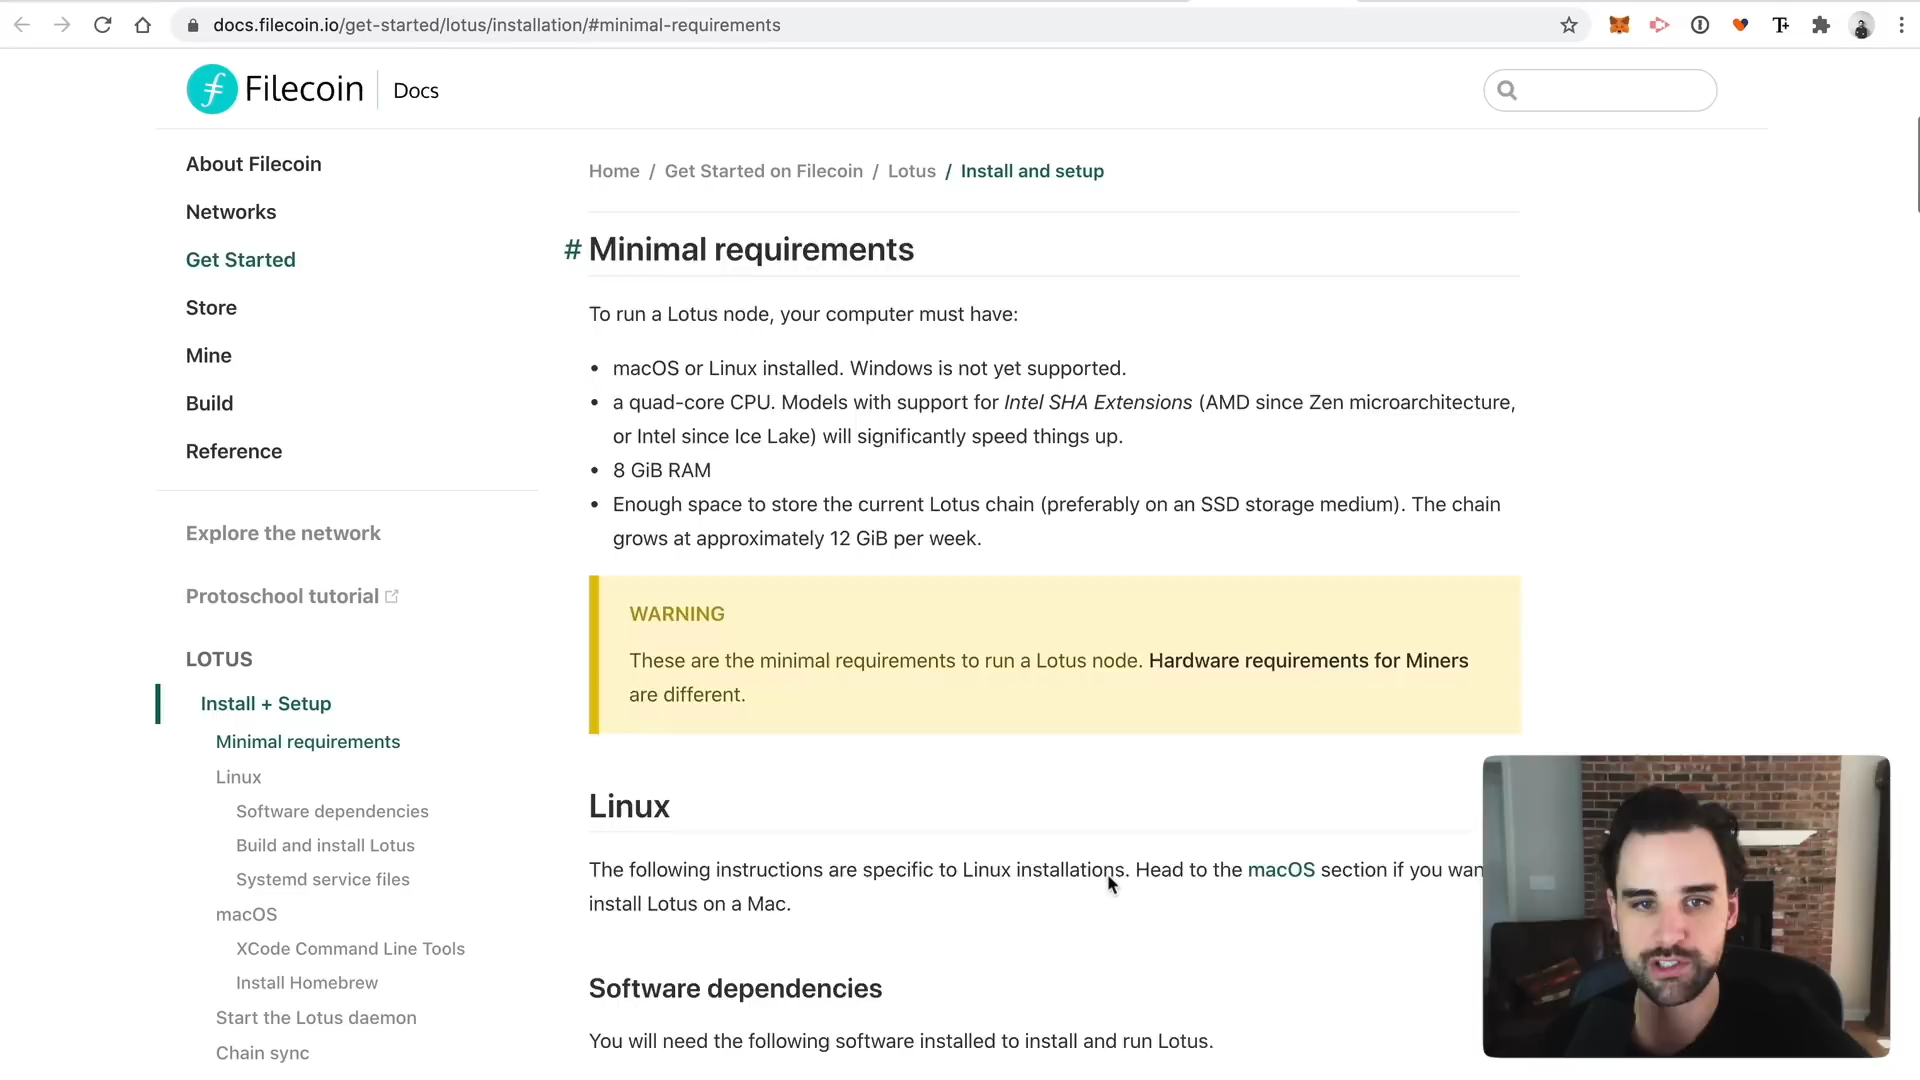 docs.filecoin.io/get-started/lotus/installation/#minimal-requirements
Filecoin
Docs
About Filecoin
Networks
Get Started
Store
Mine
Build
Reference
Explore the network
Protoschool tutorial
LOTUS
Install + Setup
Minimal requirements
Linux
Software dependencies
Build and install Lotus
Systemd service files
macOS
XCode Command Line Tools
Install Homebrew
Start the Lotus daemon
Chain sync
Home / Get Started on Filecoin / Lotus / Install and setup
# Minimal requirements
To run a Lotus node, your computer must have:
• macOS or Linux installed. Windows is not yet supported.
• a quad-core CPU. Models with support for Intel SHA Extensions (AMD since Zen microarchitecture,
or Intel since Ice Lake) will significantly speed things up.
• 8 GiB RAM
• Enough space to store the current Lotus chain (preferably on an SSD storage medium). The chain
grows at approximately 12 GiB per week.
WARNING
These are the minimal requirements to run a Lotus node. Hardware requirements for Miners
are different.
Linux
The following instructions are specific to Linux installations. Head to the macOS section if you wan
install Lotus on a Mac.
Software dependencies
You will need the following software installed to install and run Lotus.